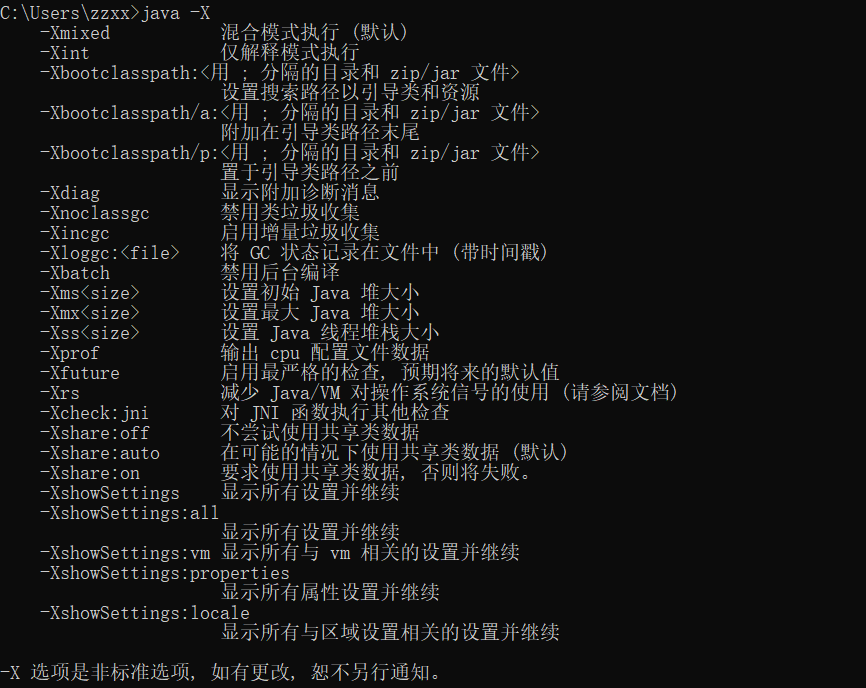 C:\Users\zzxx>java -X
    -Xmixed           混合模式执行 (默认)
    -Xint             仅解释模式执行
    -Xbootclasspath:<用 ; 分隔的目录和 zip/jar 文件>
                      设置搜索路径以引导类和资源
    -Xbootclasspath/a:<用 ; 分隔的目录和 zip/jar 文件>
                      附加在引导类路径末尾
    -Xbootclasspath/p:<用 ; 分隔的目录和 zip/jar 文件>
                      置于引导类路径之前
    -Xdiag            显示附加诊断消息
    -Xnoclassgc       禁用类垃圾收集
    -Xincgc           启用增量垃圾收集
    -Xloggc:<file>    将 GC 状态记录在文件中 (带时间戳)
    -Xbatch           禁用后台编译
    -Xms<size>        设置初始 Java 堆大小
    -Xmx<size>        设置最大 Java 堆大小
    -Xss<size>        设置 Java 线程堆栈大小
    -Xprof            输出 cpu 配置文件数据
    -Xfuture          启用最严格的检查, 预期将来的默认值
    -Xrs              减少 Java/VM 对操作系统信号的使用 (请参阅文档)
    -Xcheck:jni       对 JNI 函数执行其他检查
    -Xshare:off       不尝试使用共享类数据
    -Xshare:auto      在可能的情况下使用共享类数据 (默认)
    -Xshare:on        要求使用共享类数据, 否则将失败。
    -XshowSettings    显示所有设置并继续
    -XshowSettings:all
                      显示所有设置并继续
    -XshowSettings:vm 显示所有与 vm 相关的设置并继续
    -XshowSettings:properties
                      显示所有属性设置并继续
    -XshowSettings:locale
                      显示所有与区域设置相关的设置并继续
-X 选项是非标准选项, 如有更改, 恕不另行通知。